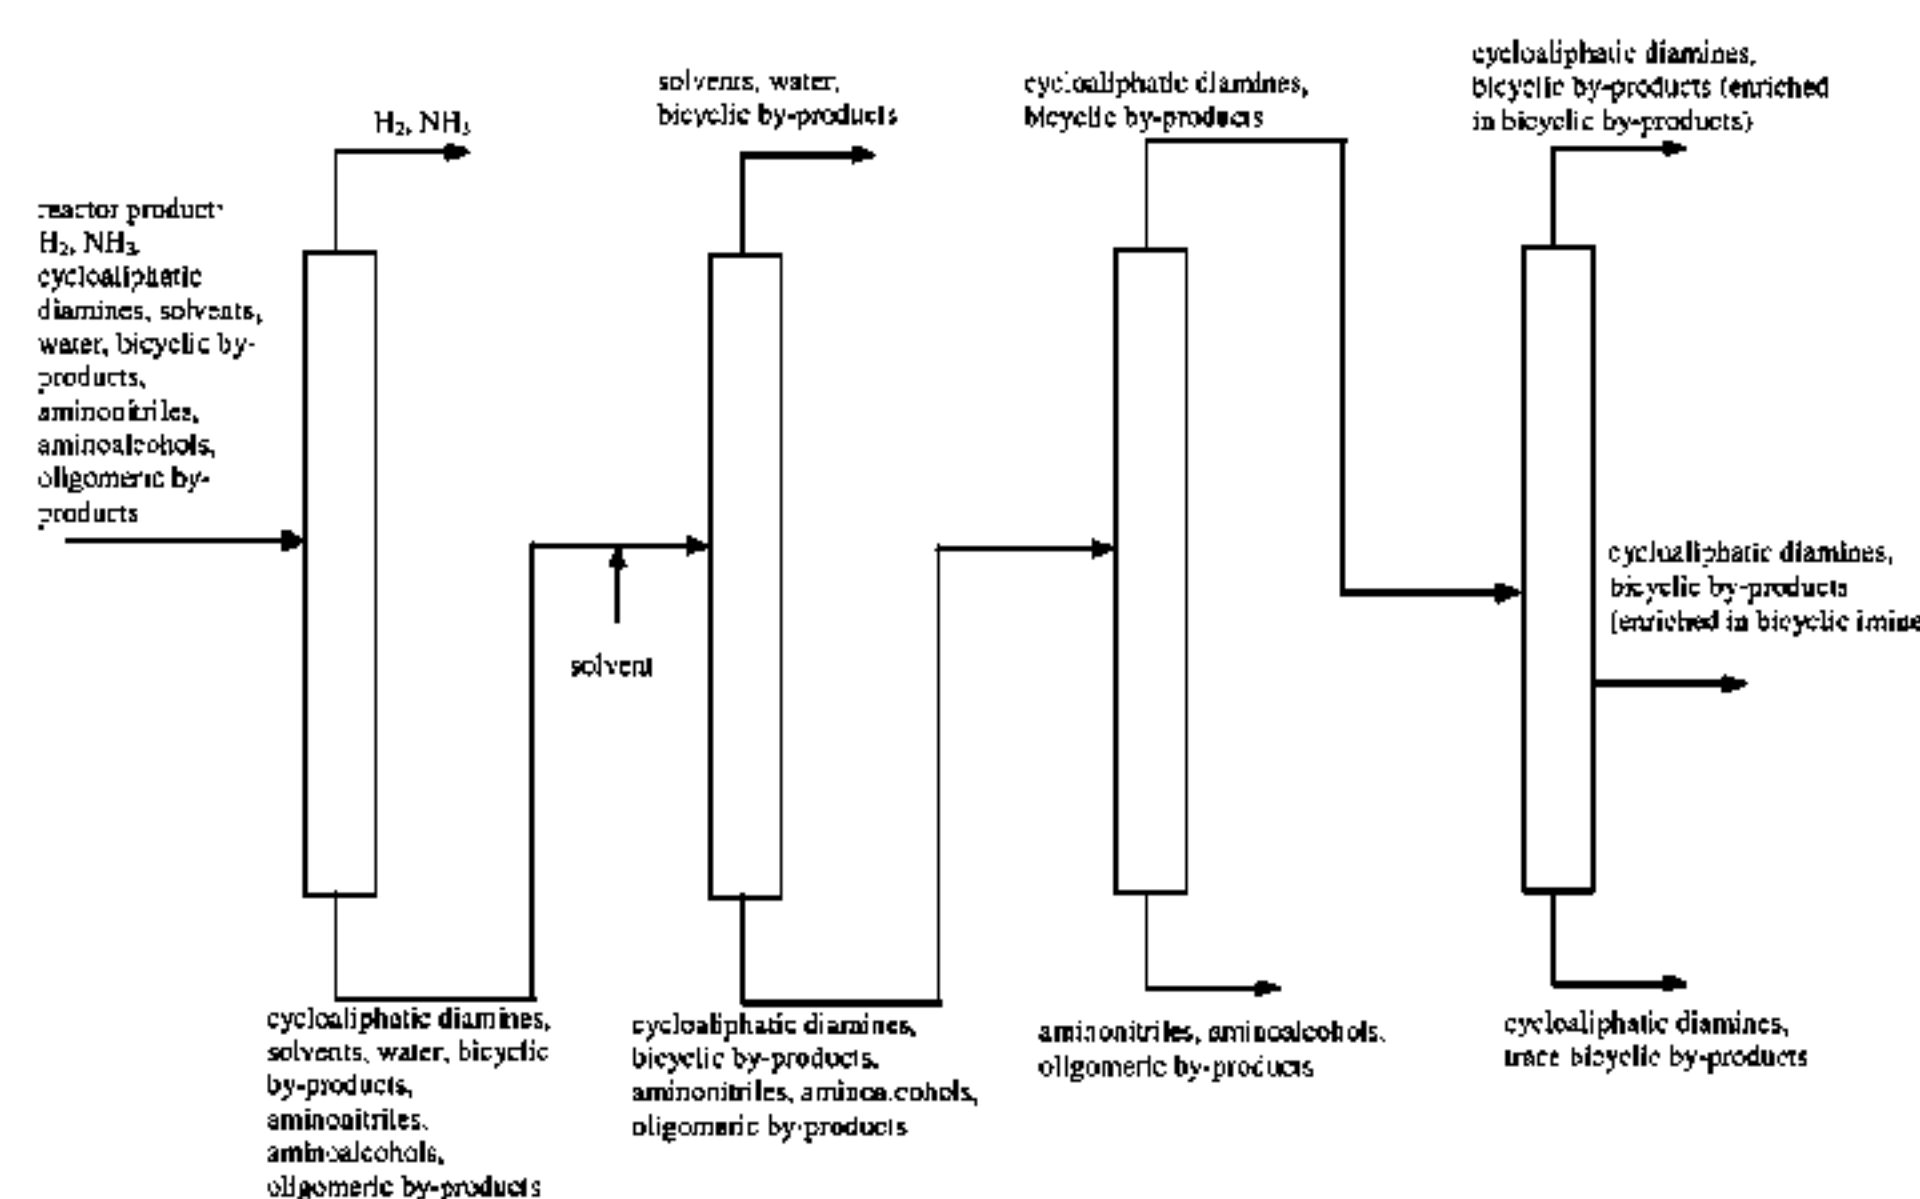 H₂, NH₃
solvents, water,
bicyclic by-products
cycloaliphatic diamines,
bicyclic by-products
cycloaliphatic diamines,
bicyclic by-products (enriched
in bicyclic by-products)
reactor product:
H₂, NH₃,
cycloaliphatic
diamines, solvents,
water, bicyclic by-
products,
aminonitriles,
aminoalcohols,
oligomeric by-
products
solvent
cycloaliphatic diamines,
bicyclic by-products
(enriched in bicyclic imine
cycloaliphatic diamines,
solvents, water, bicyclic
by-products,
aminonitriles,
aminoalcohols,
oligomeric by-products
cycloaliphatic diamines,
bicyclic by-products,
aminonitriles, aminoalcohols,
oligomeric by-products
aminonitriles, aminoalcohols,
oligomeric by-products
cycloaliphatic diamines,
trace bicyclic by-products